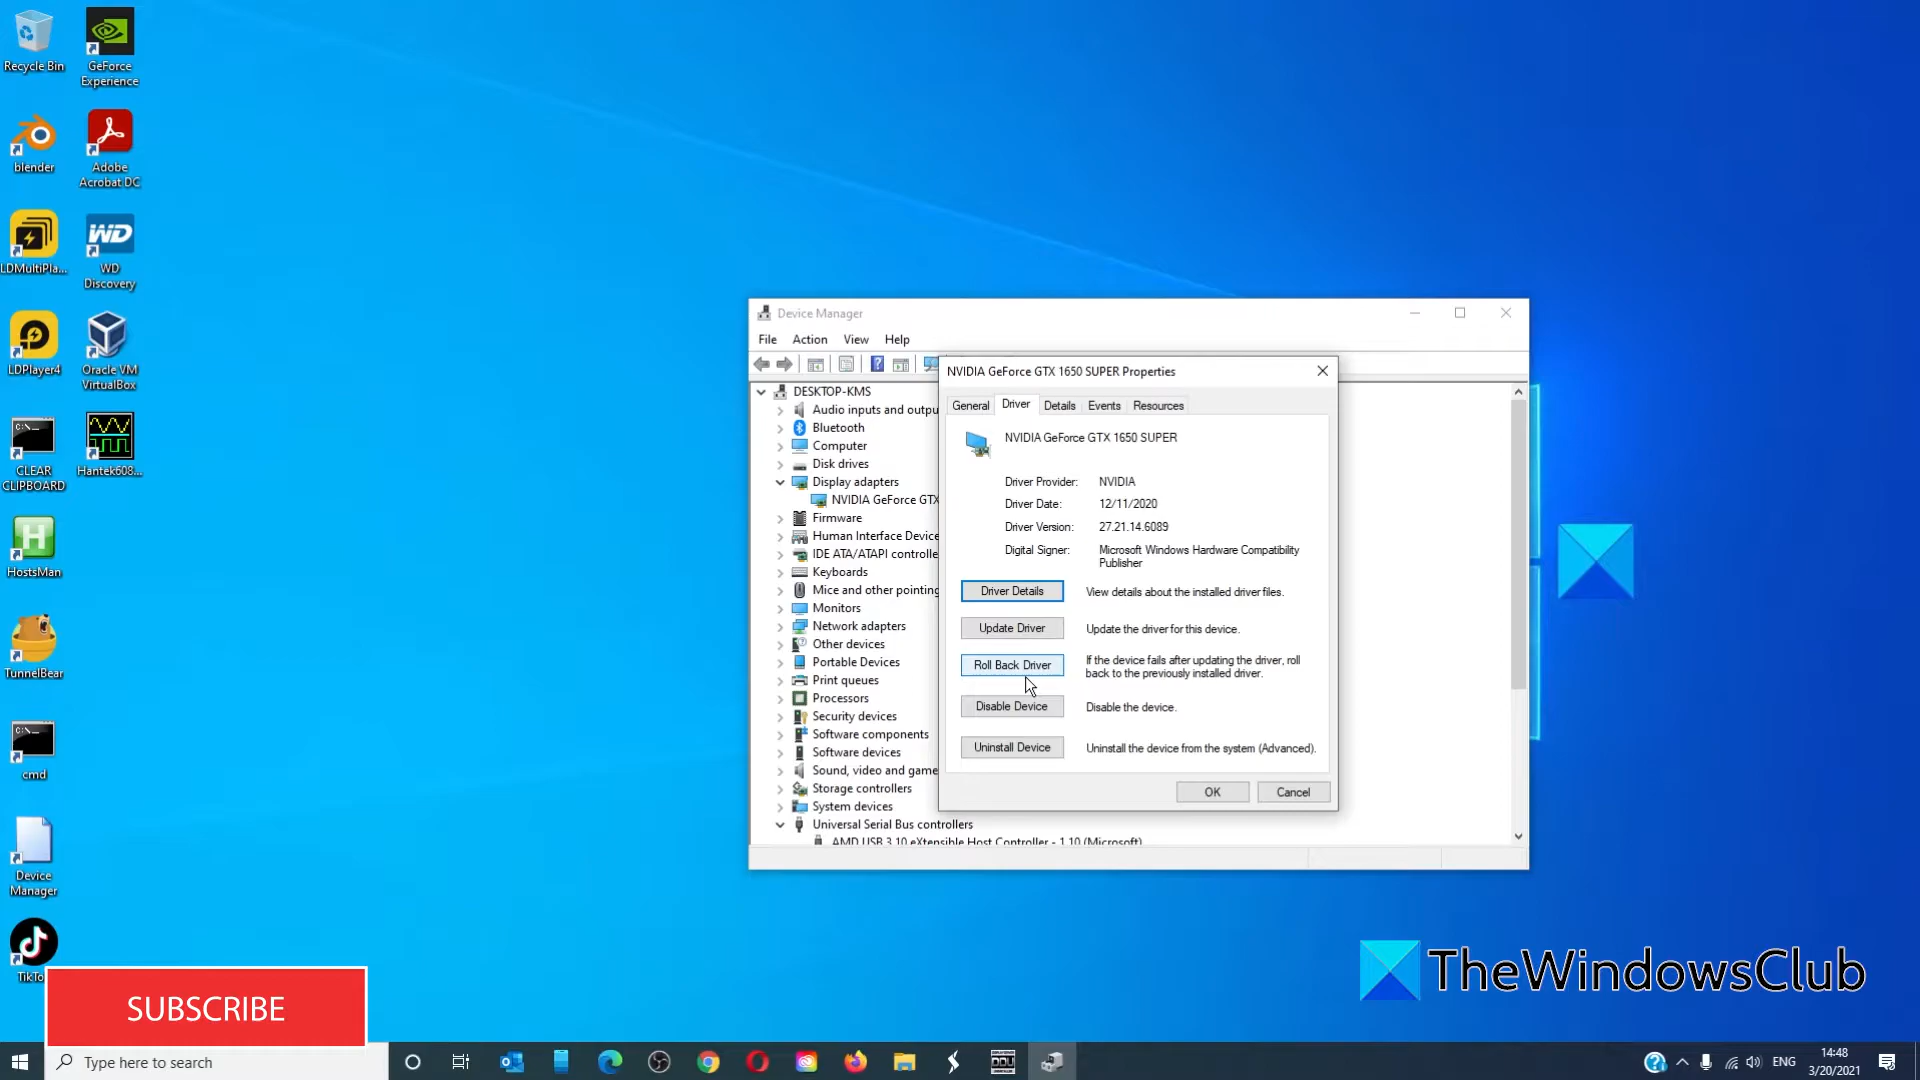 Recycle Bin
GeForce
Experience
blender
Adobe
Acrobat DC
LDMultiPla...
WD
WD
Discovery
LDPlayer4
Oracle VM
VirtualBox
CLEAR
CLIPBOARD
Hantek608...
HostsMan
TunnelBear
cmd
Device
Manager
TikTo
SUBSCRIBE
Device Manager
File Action View Help
DESKTOP-KMS
Audio inputs and outpu
Bluetooth
Computer
Disk drives
Display adapters
NVIDIA GeForce GTX
Firmware
Human Interface Device
IDE ATA/ATAPI controlle
Keyboards
Mice and other pointing
Monitors
Network adapters
Other devices
Portable Devices
Print queues
Processors
Security devices
Software components
Software devices
Sound, video and game
Storage controllers
System devices
Universal Serial Bus controllers
AMD USB 3.10 eXtensible Host Controller - 1.10 (Microsoft)
NVIDIA GeForce GTX 1650 SUPER Properties
General Driver Details Events Resources
NVIDIA GeForce GTX 1650 SUPER
Driver Provider: NVIDIA
Driver Date: 12/11/2020
Driver Version: 27.21.14.6089
Digital Signer: Microsoft Windows Hardware Compatibility
Publisher
Driver Details View details about the installed driver files.
Update Driver Update the driver for this device.
Roll Back Driver If the device fails after updating the driver, roll
back to the previously installed driver.
Disable Device Disable the device.
Uninstall Device Uninstall the device from the system (Advanced).
OK Cancel
TheWindowsClub
Type here to search
DDU
ENG
14:48
3/20/2021